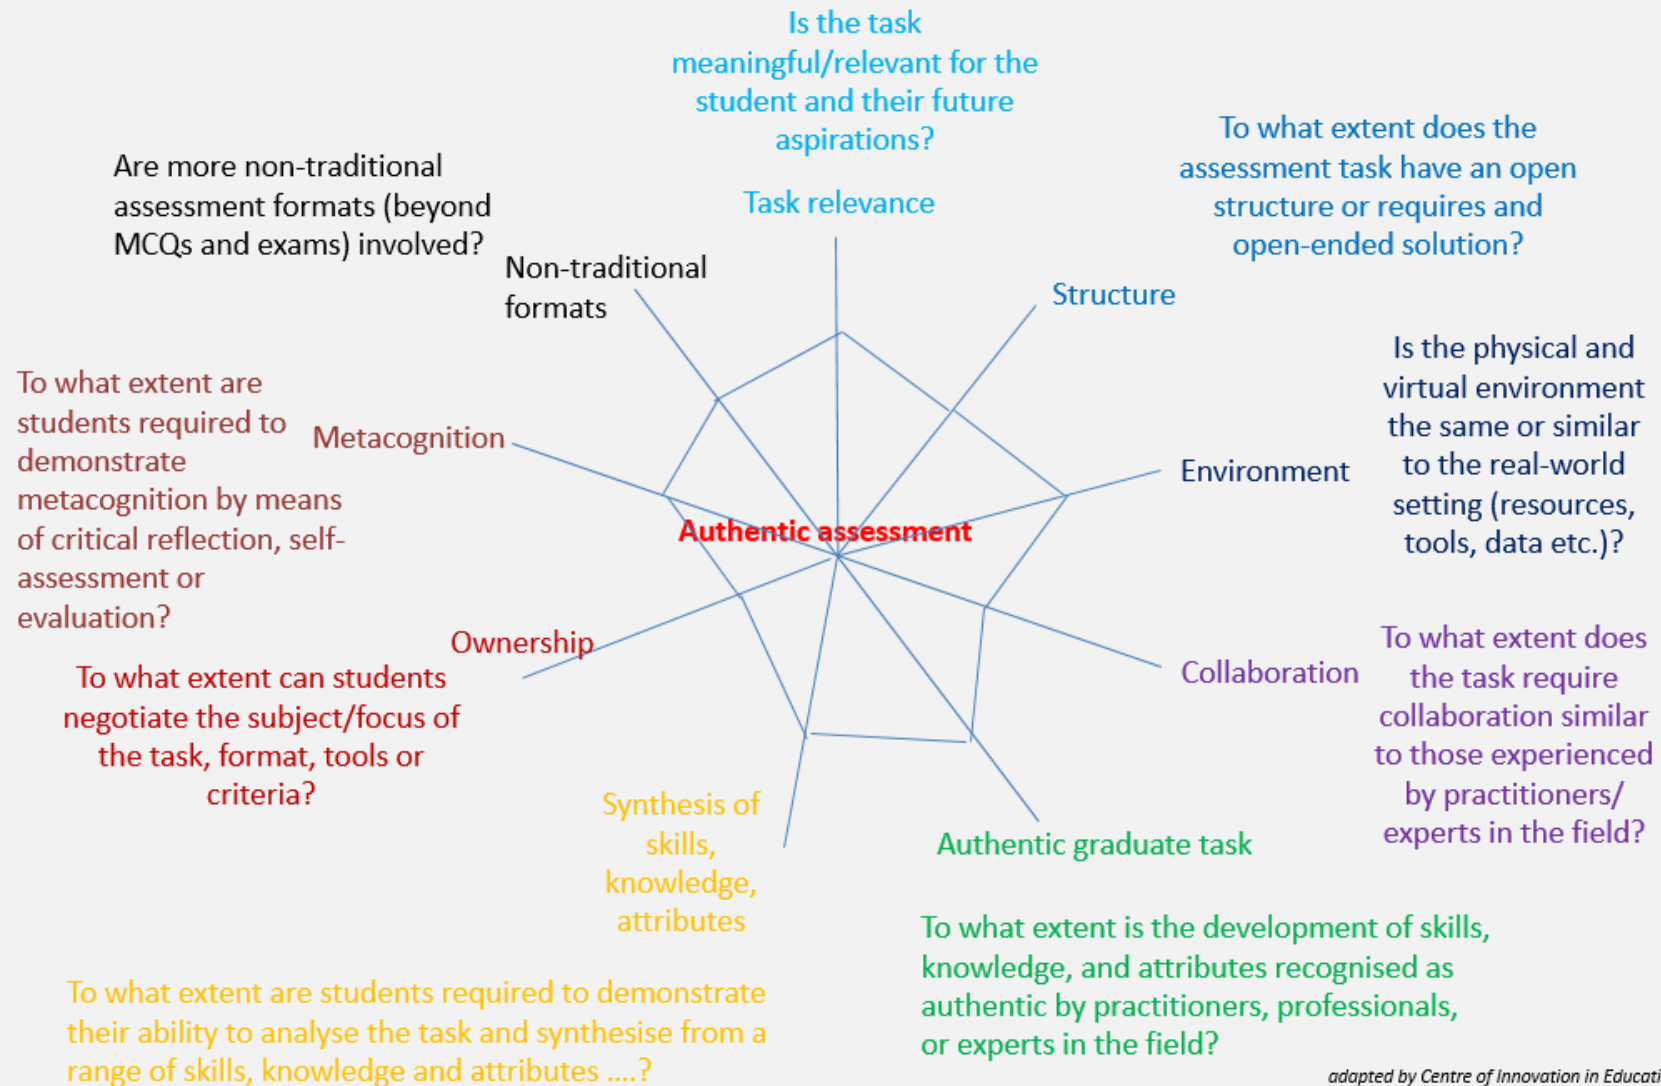 Is the task
meaningful/relevant for the
student and their future
aspirations?
Task relevance
To what extent does the
assessment task have an open
structure or requires and
open-ended solution?
Structure
Is the physical and
virtual environment
the same or similar
to the real-world
setting (resources,
tools, data etc.)?
Environment
To what extent does
the task require
collaboration similar
to those experienced
by practitioners/
experts in the field?
Collaboration
Authentic graduate task
To what extent is the development of skills,
knowledge, and attributes recognised as
authentic by practitioners, professionals,
or experts in the field?
Synthesis of
skills,
knowledge,
attributes
To what extent are students required to demonstrate
their ability to analyse the task and synthesise from a
range of skills, knowledge and attributes ....?
Ownership
To what extent can students
negotiate the subject/focus of
the task, format, tools or
criteria?
Metacognition
To what extent are
students required to
demonstrate
metacognition by means
of critical reflection, self-
assessment or
evaluation?
Non-traditional
formats
Are more non-traditional
assessment formats (beyond
MCQs and exams) involved?
Authentic assessment
adapted by Centre of Innovation in Educati